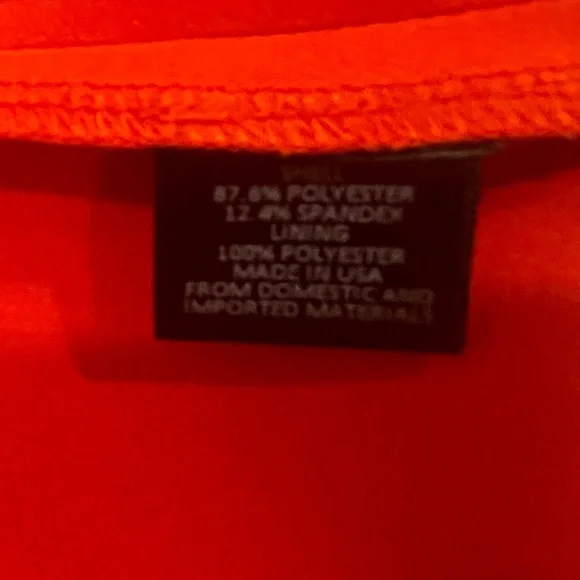 SHELL
87.6% POLYESTER
12.4% SPANDEX
LINING
100% POLYESTER
MADE IN USA
FROM DOMESTIC AND
IMPORTED MATERIALS